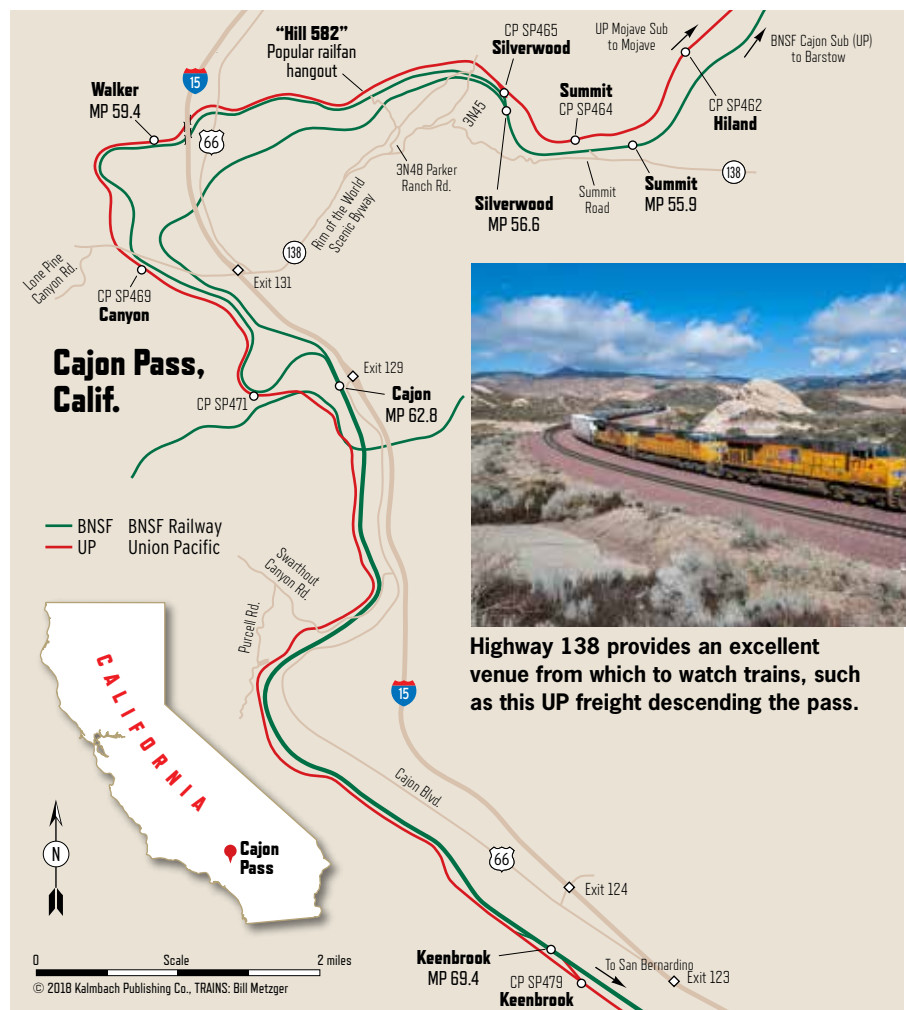 "Hill 582"
Popular railfan
hangout
CP SP465
Silverwood
UP Mojave Sub
to Mojave
BNSF Cajon Sub (UP)
to Barstow
15
Walker
MP 59.4
66
Summit
CP SP464
CP SP462
Hiland
3N45
3N48 Parker
Ranch Rd.
Silverwood
MP 56.6
Summit
Road
Summit
MP 55.9
138
Rim of the World
Scenic Byway
138
Lone Pine
Canyon Rd.
Exit 131
CP SP469
Canyon
Cajon Pass,
Calif.
Exit 129
CP SP471
Cajon
MP 62.8
BNSF BNSF Railway
UP Union Pacific
Swarthout
Canyon Rd.
Purcell Rd.
Highway 138 provides an excellent
venue from which to watch trains, such
as this UP freight descending the pass.
15
CALIFORNIA
Cajon
Pass
N
Cajon Blvd.
66
Exit 124
Keenbrook
MP 69.4
To San Bernarding
Exit 123
CP SP479
Keenbrook
0 Scale 2 miles
© 2018 Kalmbach Publishing Co., TRAINS: Bill Metzger